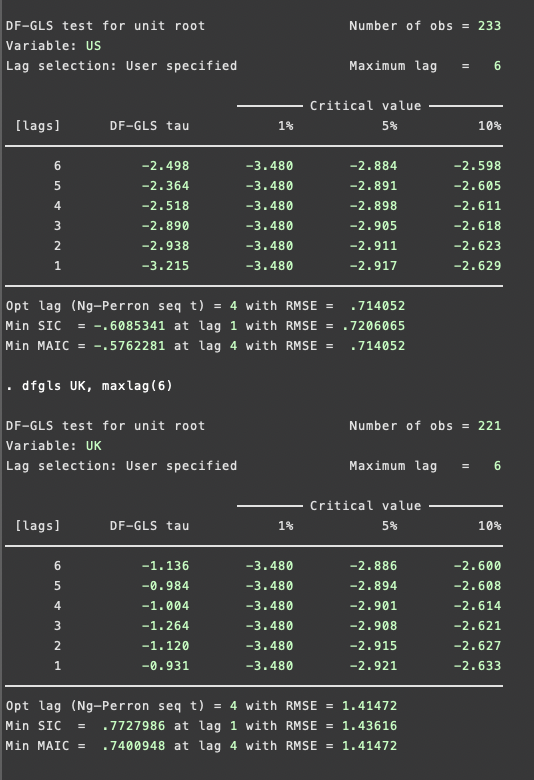 DF-GLS test for unit root Number of obs = 233
Variable: US
Lag selection: User specified Maximum lag = 6
Critical value
[lags] DF-GLS tau 1% 5% 10%
6 -2.498 -3.480 -2.884 -2.598
5 -2.364 -3.480 -2.891 -2.605
4 -2.518 -3.480 -2.898 -2.611
3 -2.890 -3.480 -2.905 -2.618
2 -2.938 -3.480 -2.911 -2.623
1 -3.215 -3.480 -2.917 -2.629
Opt lag (Ng-Perron seq t) = 4 with RMSE = .714052
Min SIC = -.6085341 at lag 1 with RMSE = .7206065
Min MAIC = -.5762281 at lag 4 with RMSE = .714052
. dfgls UK, maxlag(6)
DF-GLS test for unit root Number of obs = 221
Variable: UK
Lag selection: User specified Maximum lag = 6
Critical value
[lags] DF-GLS tau 1% 5% 10%
6 -1.136 -3.480 -2.886 -2.600
5 -0.984 -3.480 -2.894 -2.608
4 -1.004 -3.480 -2.901 -2.614
3 -1.264 -3.480 -2.908 -2.621
2 -1.120 -3.480 -2.915 -2.627
1 -0.931 -3.480 -2.921 -2.633
Opt lag (Ng-Perron seq t) = 4 with RMSE = 1.41472
Min SIC = .7727986 at lag 1 with RMSE = 1.43616
Min MAIC = .7400948 at lag 4 with RMSE = 1.41472